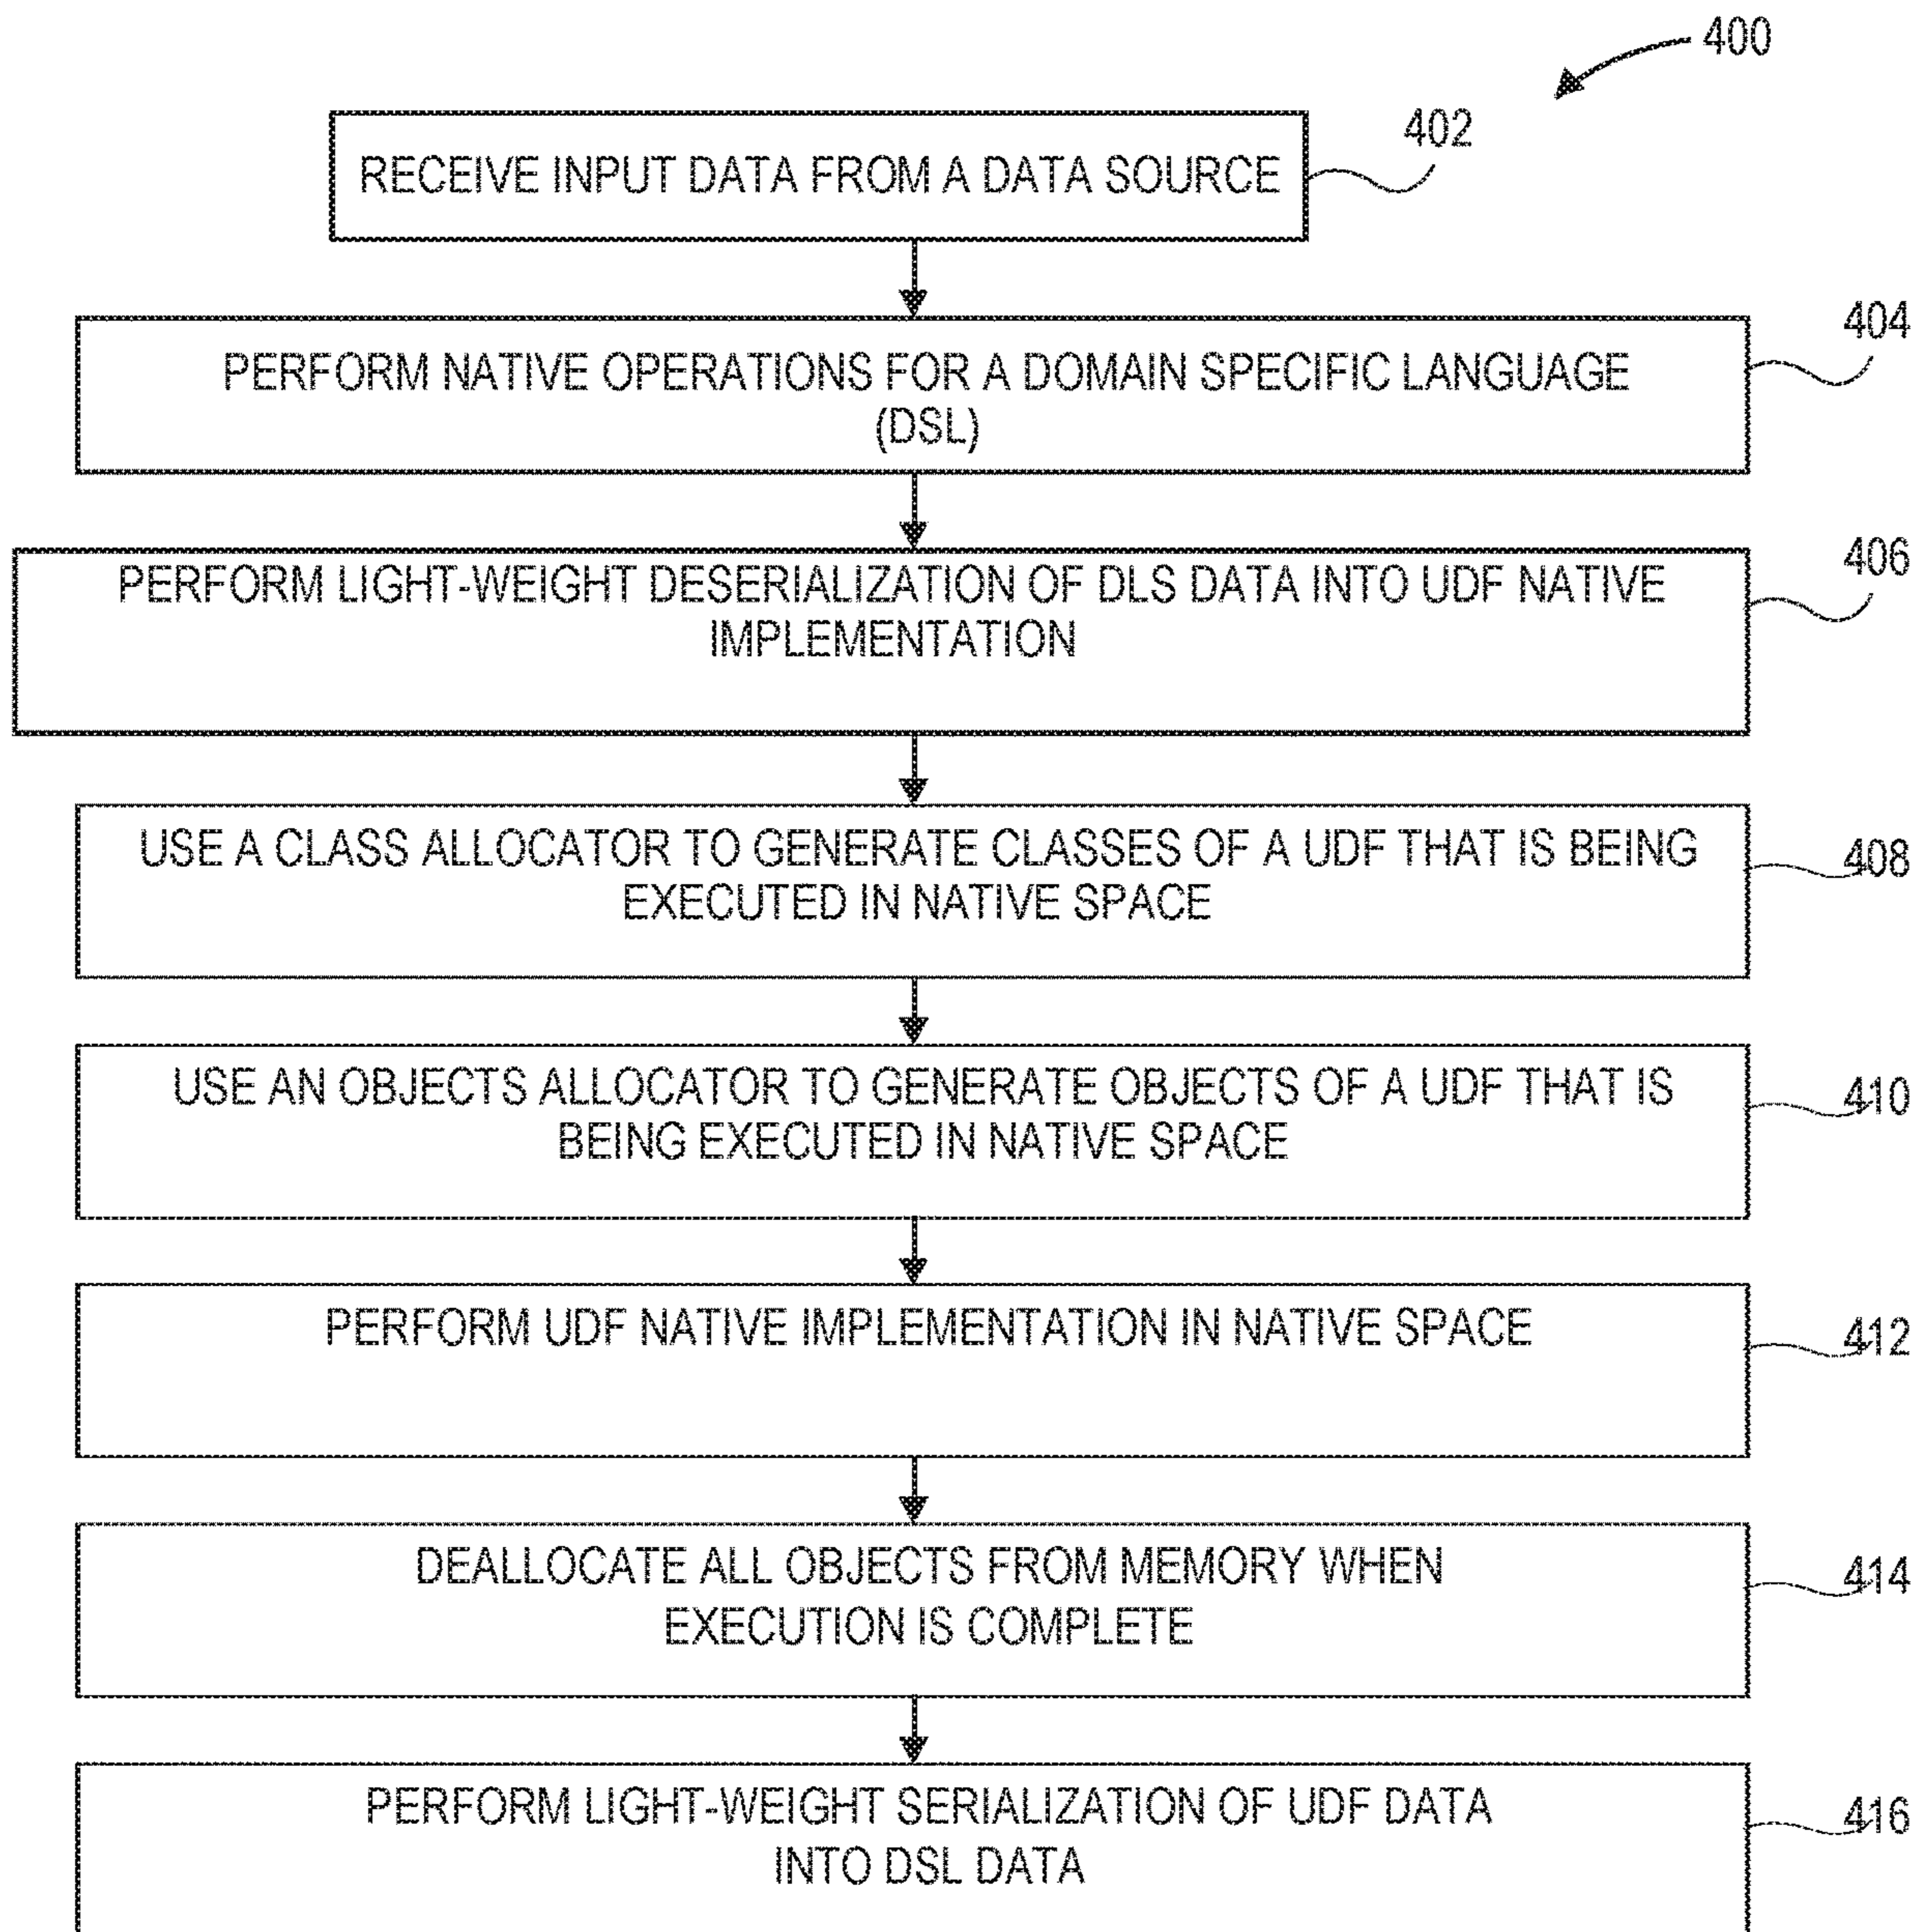 400
402
RECEIVE INPUT DATA FROM A DATA SOURCE
404
PERFORM NATIVE OPERATIONS FOR A DOMAIN SPECIFIC LANGUAGE
(DSL)
406
PERFORM LIGHT-WEIGHT DESERIALIZATION OF DLS DATA INTO UDF NATIVE
IMPLEMENTATION
USE A CLASS ALLOCATOR TO GENERATE CLASSES OF A UDF THAT IS BEING
408
EXECUTED IN NATIVE SPACE
USE AN OBJECTS ALLOCATOR TO GENERATE OBJECTS OF A UDF THAT IS
410
BEING EXECUTED IN NATIVE SPACE
PERFORM UDF NATIVE IMPLEMENTATION IN NATIVE SPACE
412
DEALLOCATE ALL OBJECTS FROM MEMORY WHEN
414
EXECUTION IS COMPLETE
PERFORM LIGHT-WEIGHT SERIALIZATION OF UDF DATA
416
INTO DSL DATA